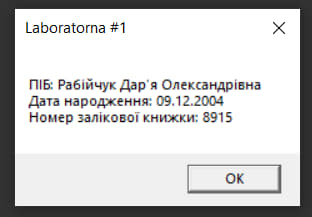 Laboratorna #1
ПІБ: Рабійчук Дар'я Олександрівна
Дата народження: 09.12.2004
Номер залікової книжки: 8915
OK